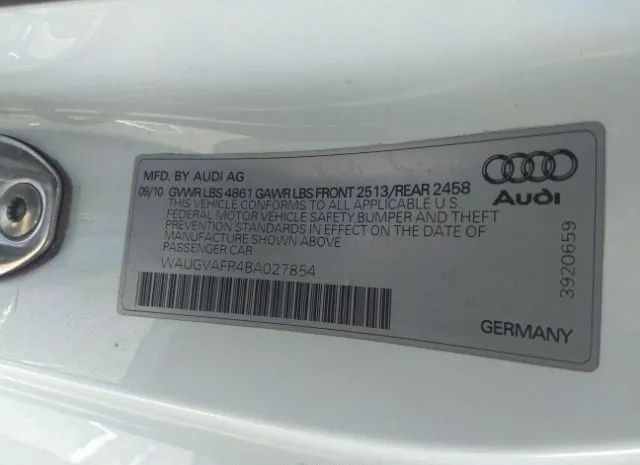 MFD. BY AUDI AG
09/10 GVWR LBS 4861 GAWR LBS FRONT 2513/REAR 2458
THIS VEHICLE CONFORMS TO ALL APPLICABLE U S
FEDERAL MOTOR VEHICLE SAFETY, BUMPER AND THEFT
PREVENTION STANDARDS IN EFFECT ON THE DATE OF
MANUFACTURE SHOWN ABOVE
PASSENGER CAR
WAUGVAFR4BA027854
Audi
3920659
GERMANY